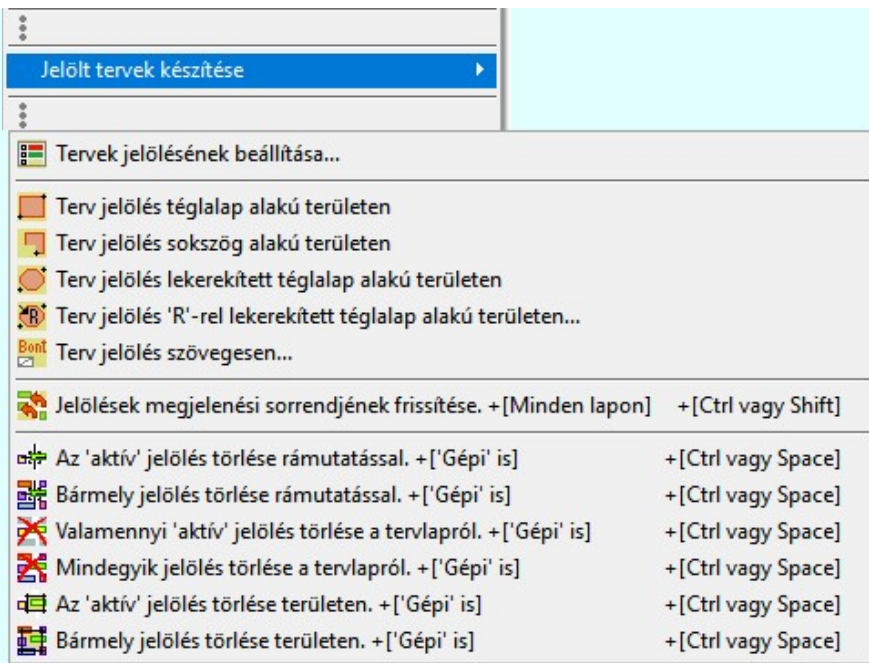 Jelölt tervek készítése
Tervek jelölésének beállítása...
Terv jelölés téglalap alakú területen
Terv jelölés sokszög alakú területen
Terv jelölés lekerekített téglalap alakú területen
R Terv jelölés 'R'-rel lekerekített téglalap alakú területen...
Bont Terv jelölés szövegesen...
Jelölések megjelenési sorrendjének frissítése. +[Minden lapon] +[Ctrl vagy Shift]
Az 'aktív' jelölés törlése rámutatással. +['Gépi' is] +[Ctrl vagy Space]
Bármely jelölés törlése rámutatással. +['Gépi' is] +[Ctrl vagy Space]
Valamennyi 'aktív' jelölés törlése a tervlapról. +['Gépi' is] +[Ctrl vagy Space]
Mindegyik jelölés törlése a tervlapról. +['Gépi' is] +[Ctrl vagy Space]
Az 'aktív' jelölés törlése területen. +['Gépi' is] +[Ctrl vagy Space]
Bármely jelölés törlése területen. +['Gépi' is] +[Ctrl vagy Space]